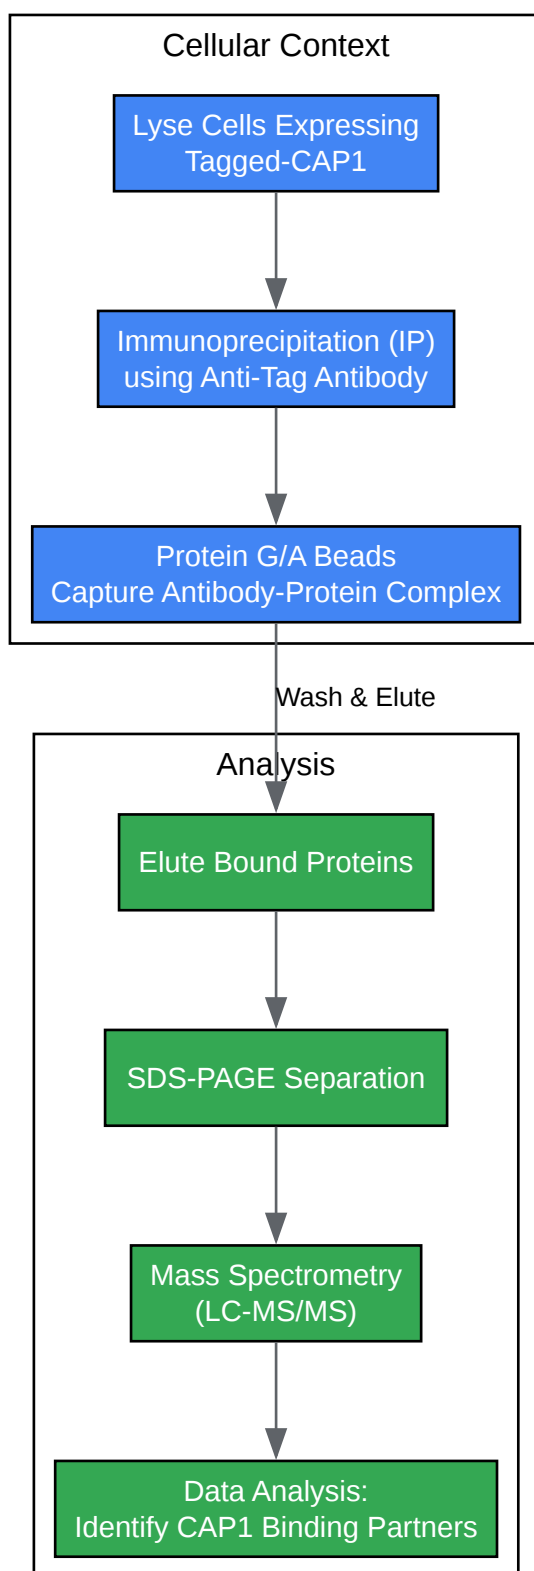 Cellular Context
Lyse Cells Expressing
Tagged-CAP1
Immunoprecipitation (IP)
using Anti-Tag Antibody
Protein G/A Beads
Capture Antibody-Protein Complex
Wash & Elute
Analysis
Elute Bound Proteins
SDS-PAGE Separation
Mass Spectrometry
(LC-MS/MS)
Data Analysis:
Identify CAP1 Binding Partners